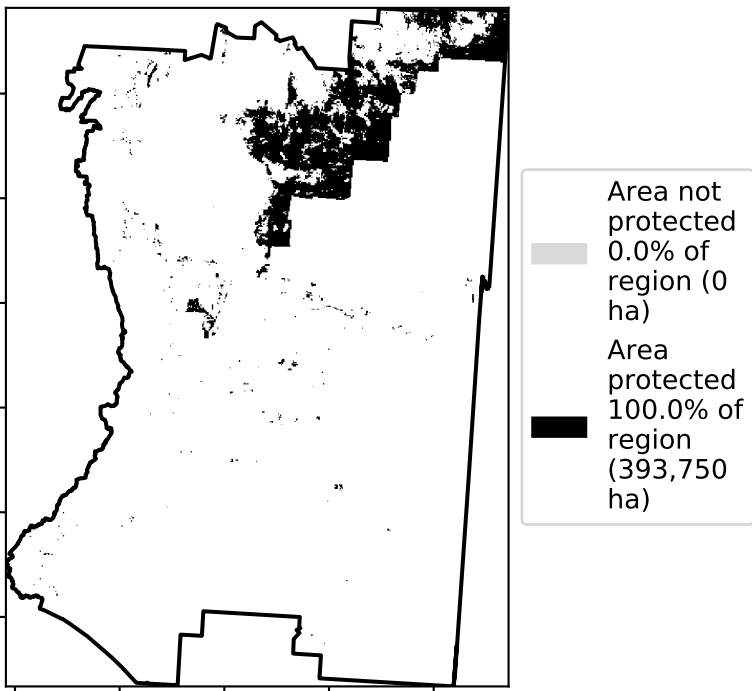 Area not
protected
0.0% of
region (0
ha)
Area
protected
100.0% of
region
(393,750
ha)